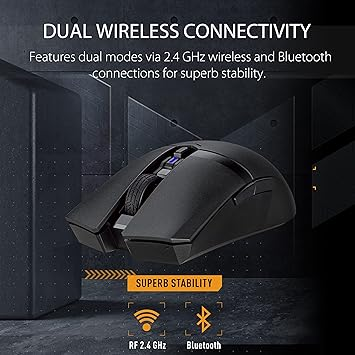 DUAL WIRELESS CONNECTIVITY
Features dual modes via 2.4 GHz wireless and Bluetooth
connections for superb stability.
SUPERB STABILITY
RF 2.4 GHz Bluetooth